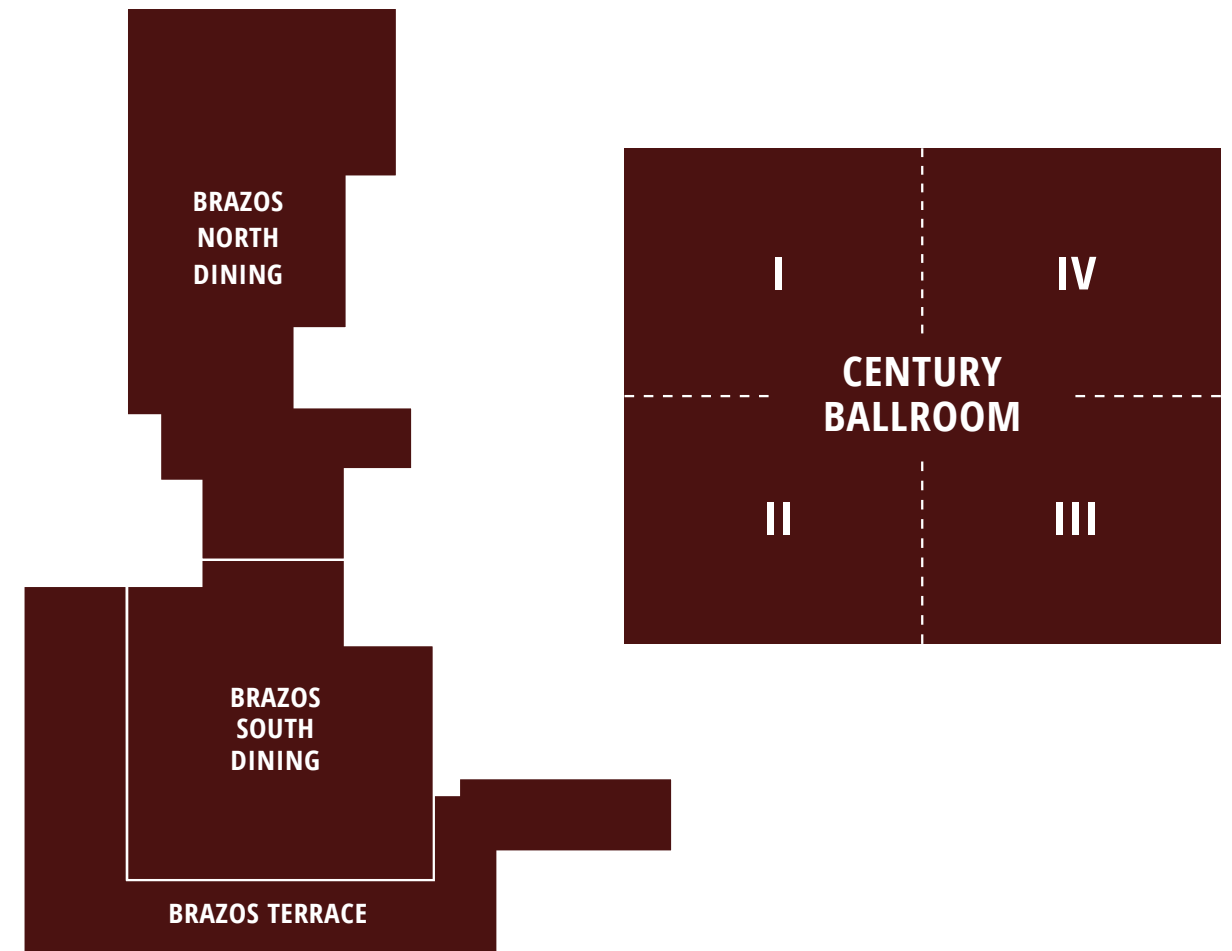 BRAZOS
NORTH
DINING
I
IV
CENTURY
BALLROOM
II
III
BRAZOS
SOUTH
DINING
BRAZOS TERRACE